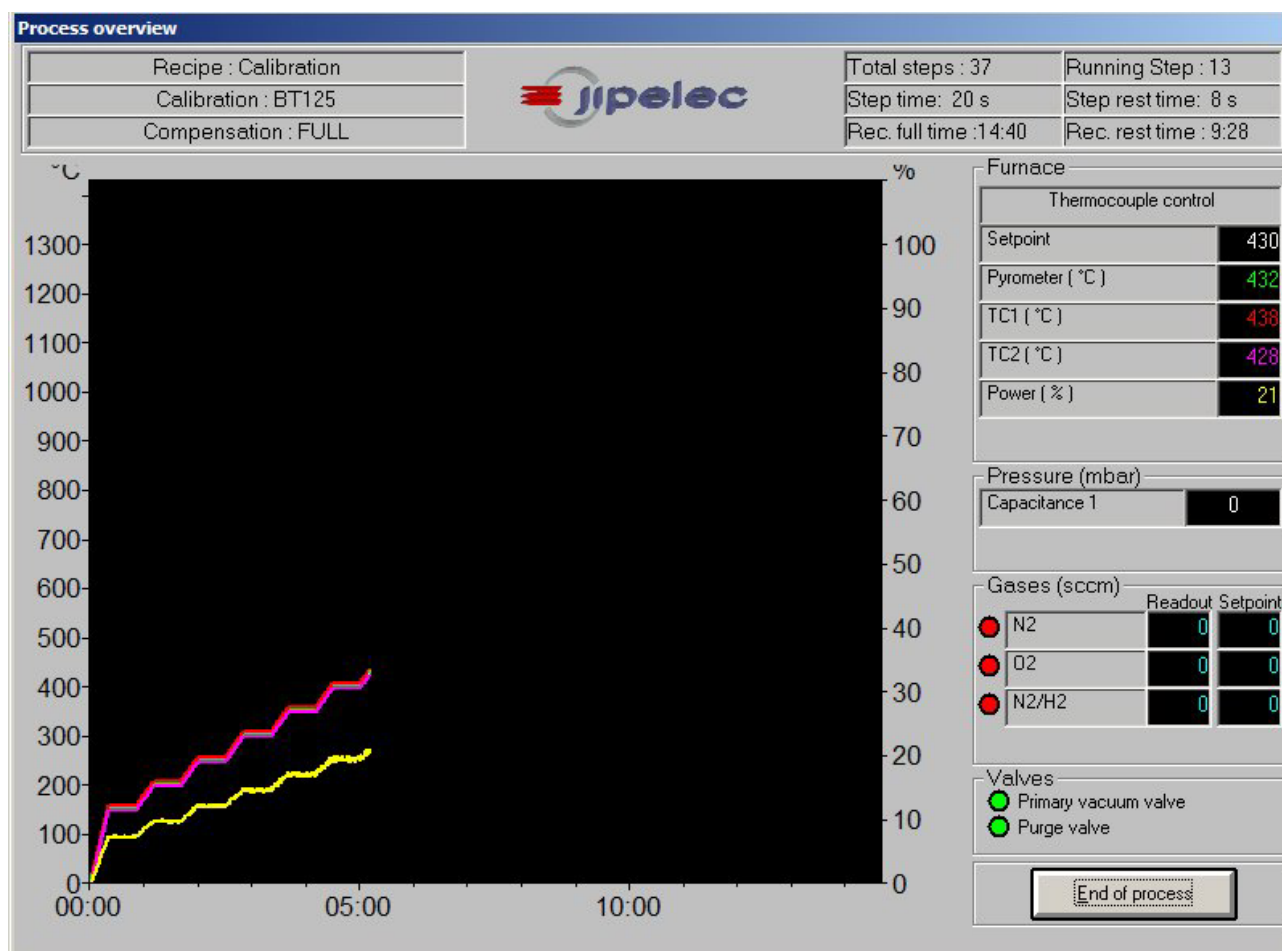 Process overview
Recipe : Calibration
Calibration : BT125
Compensation : FULL
jipelec
Total steps : 37
Running Step : 13
Step time: 20 s
Step rest time: 8 s
Rec. full time :14:40
Rec. rest time : 9:28
°C
1300
1200
1100
1000
900
800
700
600
500
400
300
200
100
0
00:00
05:00
10:00
%
100
90
80
70
60
50
40
30
20
10
0
Furnace
Thermocouple control
Setpoint 430
Pyrometer ( °C ) 432
TC1 ( °C ) 438
TC2 ( °C ) 428
Power ( % ) 21
Pressure (mbar)
Capacitance 1 0
Gases (sccm)
Readout Setpoint
N2 0 0
O2 0 0
N2/H2 0 0
Valves
Primary vacuum valve
Purge valve
End of process